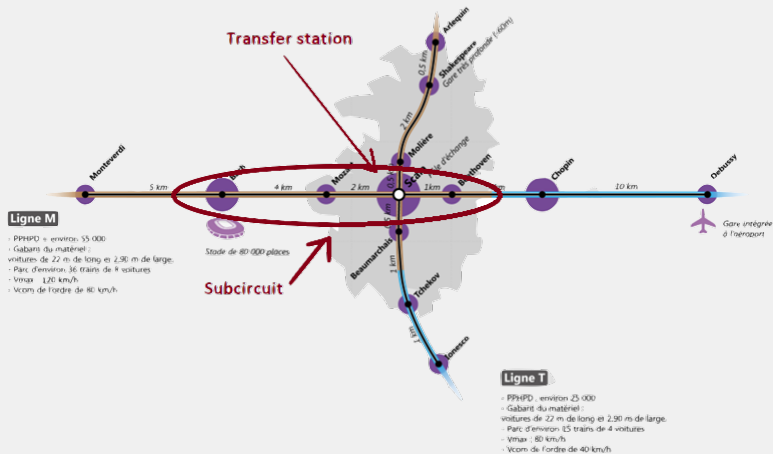 Arlequin
Transfer station
Shakespeare
Gare très profonde (-60m)
0,5 km
2 km
Molière
Pôle d'échange
Monteverdi
Bach
Mozart
Scala
Beethoven
Chopin
Debussy
5 km
4 km
2 km
1km
10 km
0,5 km
Ligne M
- PPHPD : environ 55 000
- Gabarit du matériel :
voitures de 22 m de long et 2,90 m de large.
- Parc d'environ 36 trains de 8 voitures
- Vmax : 120 km/h
- Vcom de l'ordre de 80 km/h
Stade de 80 000 places
Gare intégrée
à l'aéroport
Beaumarchais
Subcircuit
1 km
Tchekov
1 km
Ionesco
Ligne T
- PPHPD : environ 25 000
- Gabarit du matériel :
voitures de 22 m de long et 2,90 m de large.
- Parc d'environ 15 trains de 4 voitures
- Vmax : 80 km/h
- Vcom de l'ordre de 40 km/h